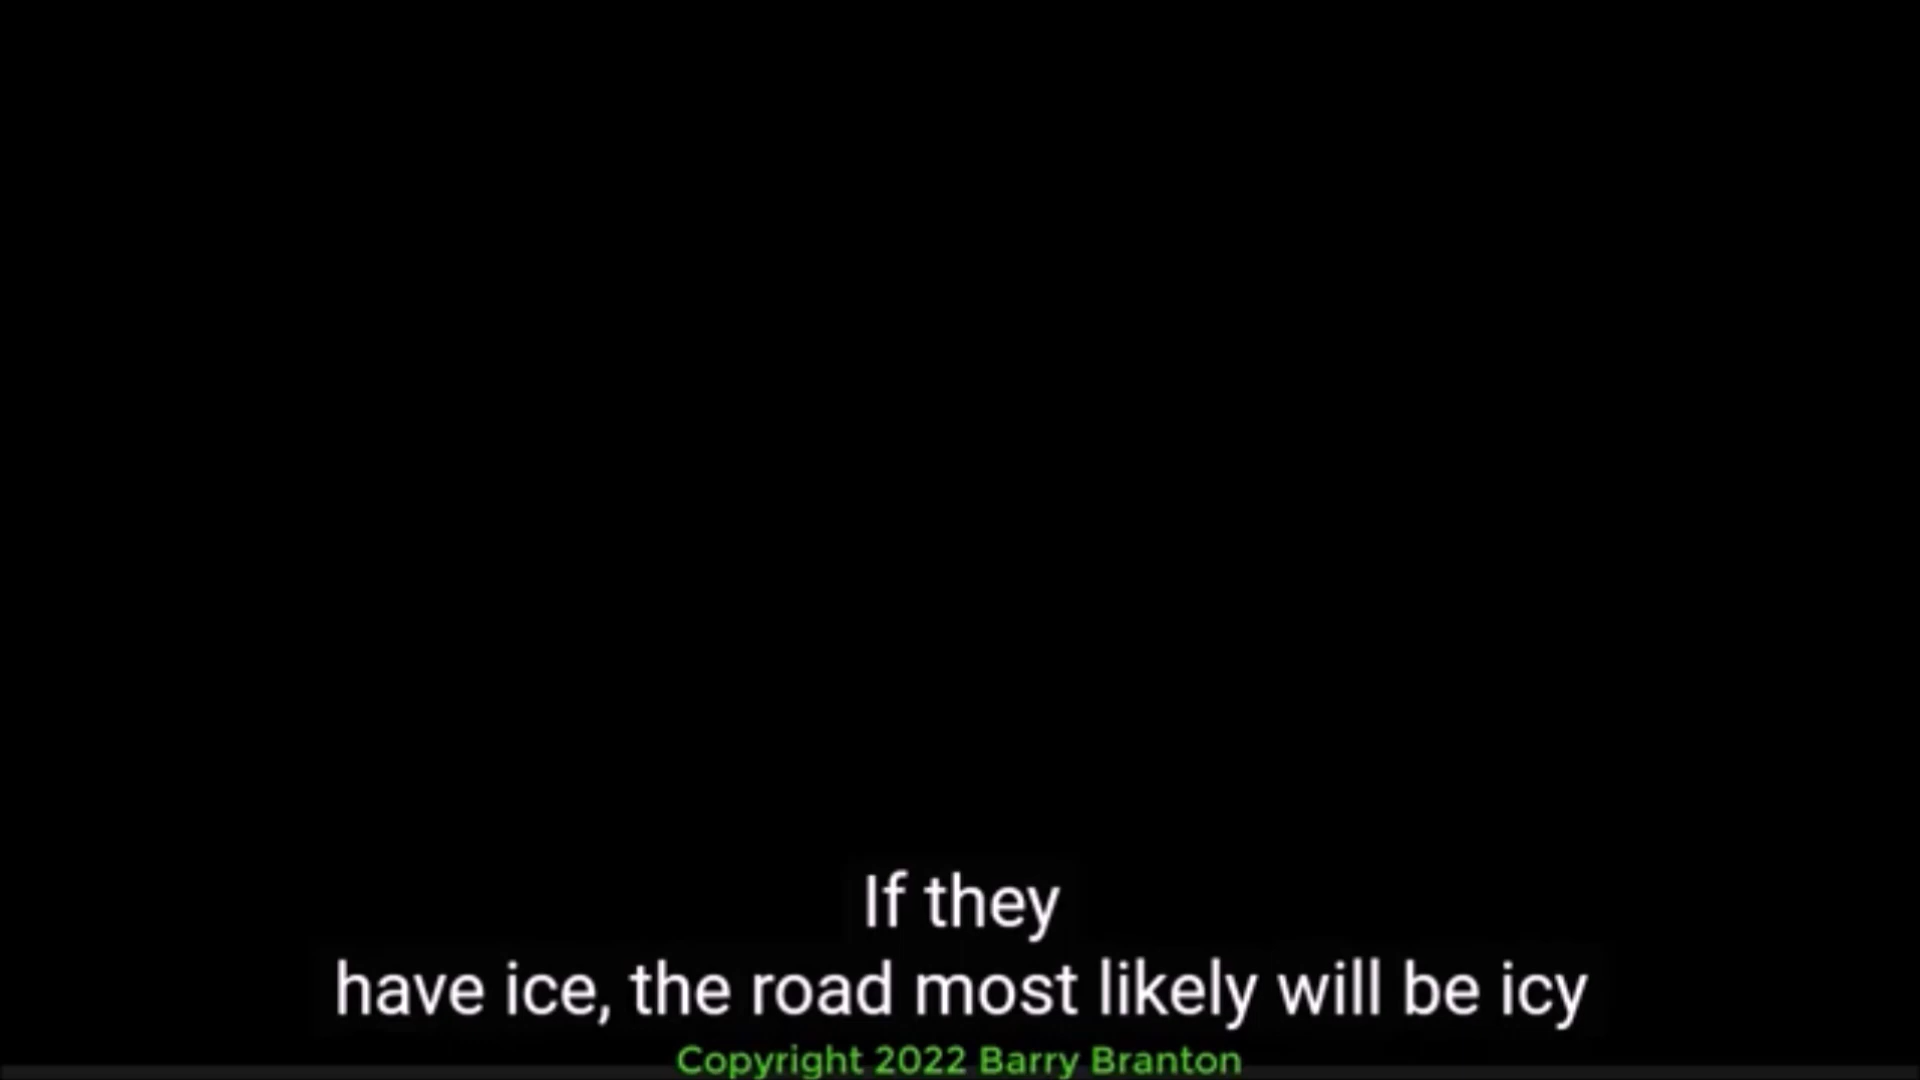 If they
have ice, the road most likely will be icy
Copyright 2022 Barry Branton